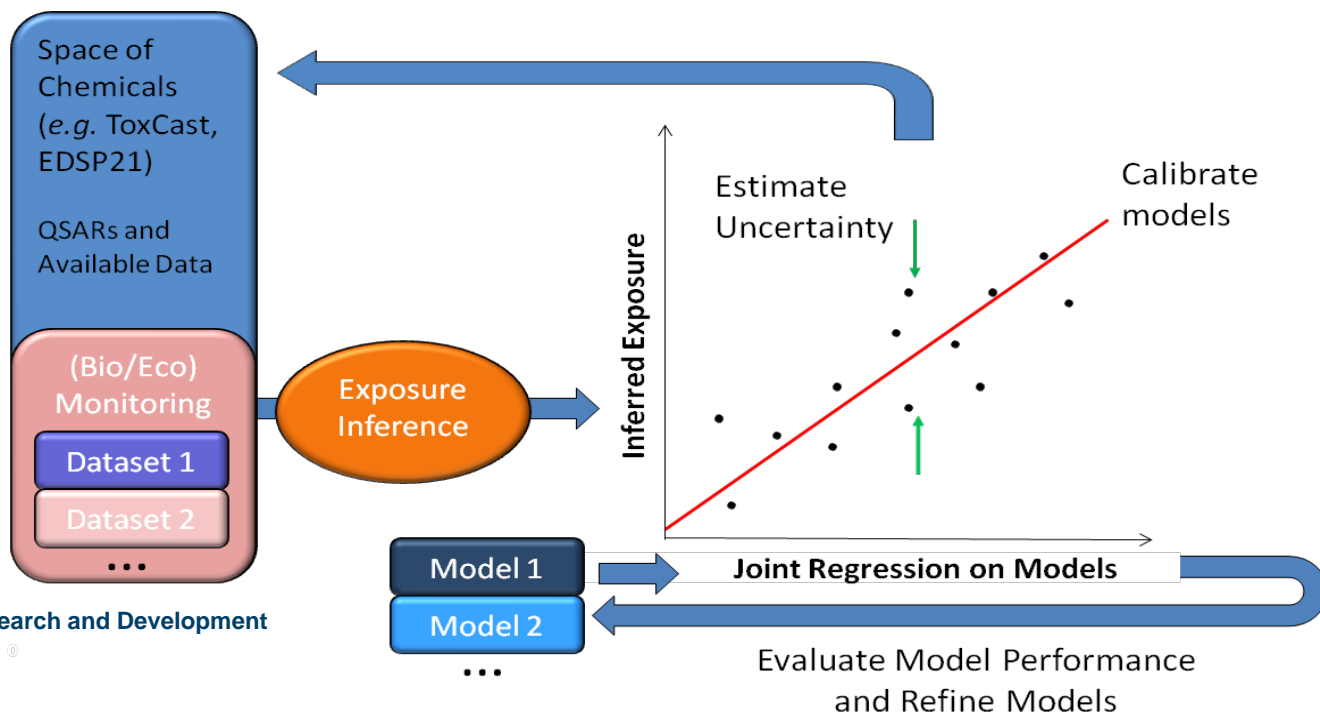 Space of
Chemicals
(e.g. ToxCast,
EDSP21)
QSARs and
Available Data
(Bio/Eco)
Monitoring
Dataset 1
Dataset 2
...
Exposure
Inference
Estimate
Uncertainty
Calibrate
models
Inferred Exposure
Joint Regression on Models
Model 1
Model 2
...
Evaluate Model Performance
and Refine Models
earch and Development